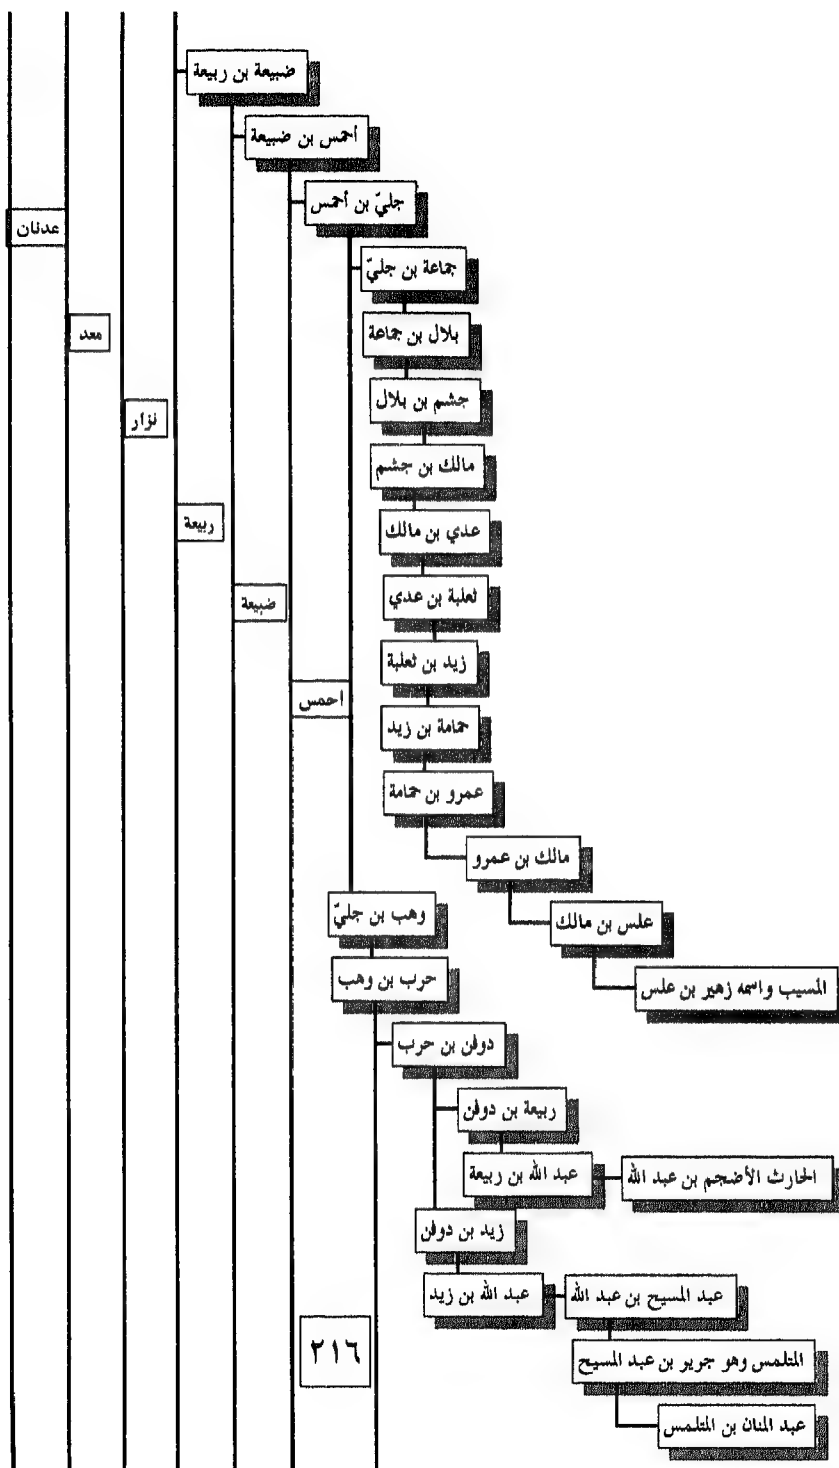 ضبيعة بن ربيعة
أحمس بن ضبيعة
جليّ بن أحمس
عدنان
جماعة بن جليّ
بلال بن جماعة
معد
جشم بن بلال
نزار
مالك بن جشم
ربيعة
عدي بن مالك
ثعلبة بن عدي
ضبيعة
زيد بن ثعلبة
احمس
حمامة بن زيد
عمرو بن حمامة
مالك بن عمرو
وهب بن جليّ
علس بن مالك
حرب بن وهب
المسيب واسمه زهير بن علس
دوفن بن حرب
ربيعة بن دوفن
عبد الله بن ربيعة
الحارث الأضجم بن عبد الله
زيد بن دوفن
عبد الله بن زيد
عبد المسيح بن عبد الله
المتلمس وهو جرير بن عبد المسيح
عبد المنان بن المتلمس
٢١٦